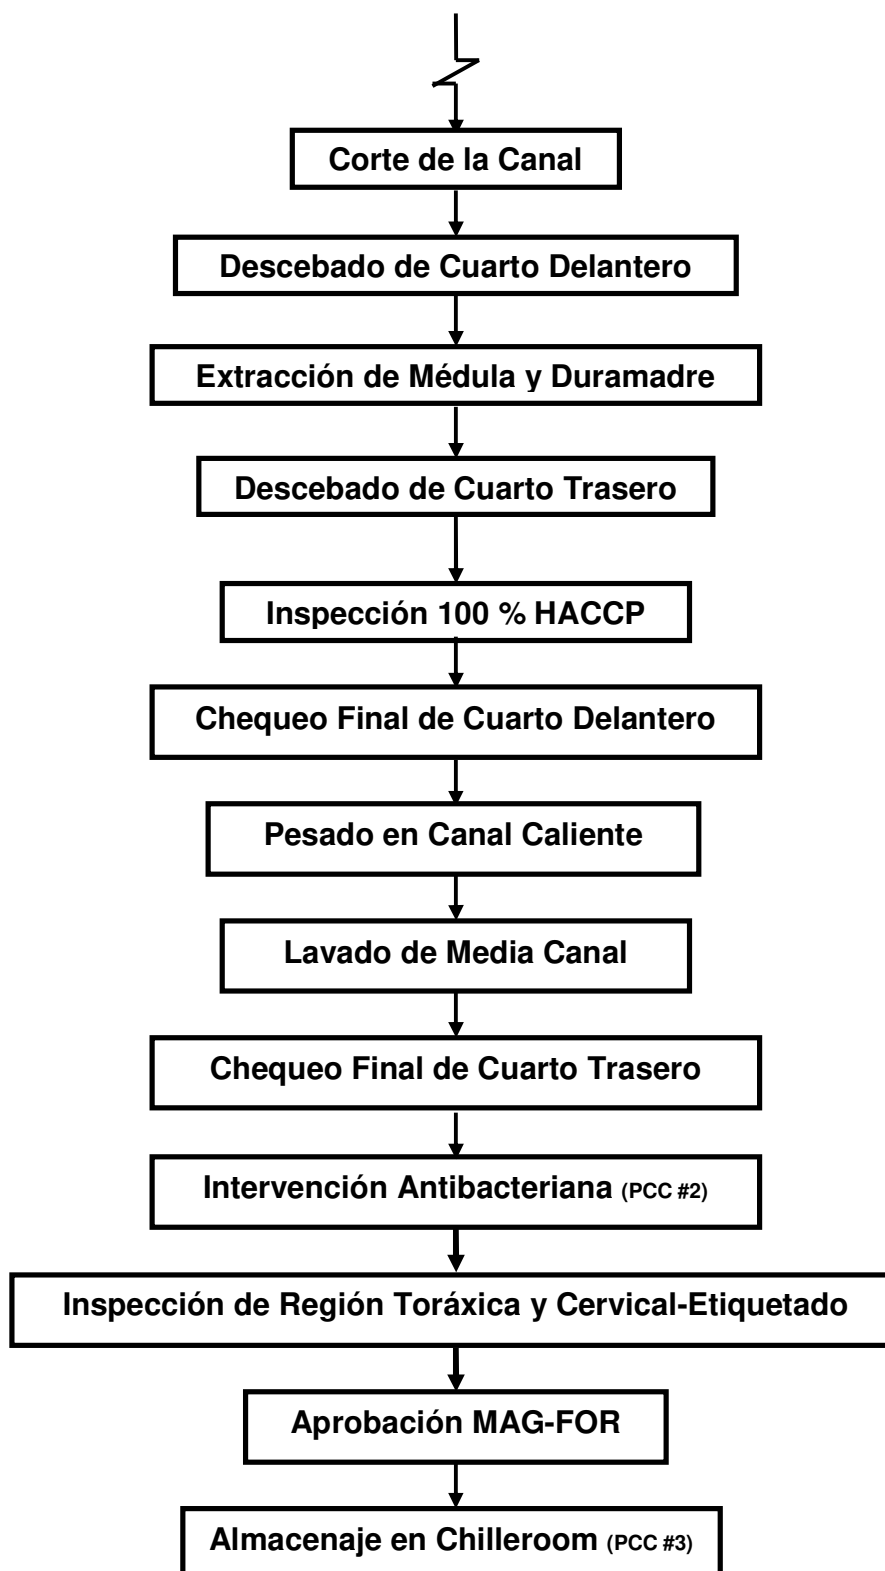 Corte de la Canal
Descebado de Cuarto Delantero
Extracción de Médula y Duramadre
Descebado de Cuarto Trasero
Inspección 100 % HACCP
Chequeo Final de Cuarto Delantero
Pesado en Canal Caliente
Lavado de Media Canal
Chequeo Final de Cuarto Trasero
Intervención Antibacteriana (PCC #2)
Inspección de Región Toráxica y Cervical-Etiquetado
Aprobación MAG-FOR
Almacenaje en Chilleroom (PCC #3)